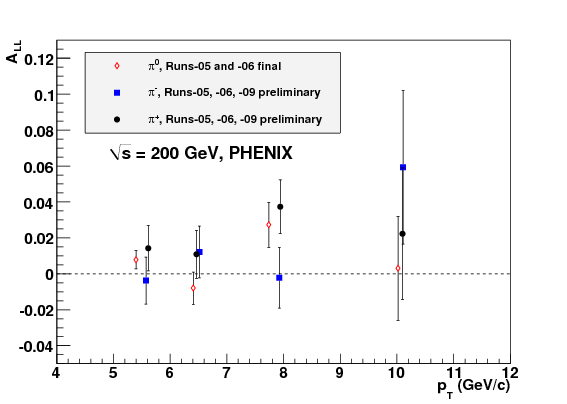 A_LL
0.12
0.1
0.08
0.06
0.04
0.02
0
-0.02
-0.04
π⁰, Runs-05 and -06 final
π⁻, Runs-05, -06, -09 preliminary
π⁺, Runs-05, -06, -09 preliminary
√s = 200 GeV, PHENIX
4 5 6 7 8 9 10 11 12
p_T (GeV/c)